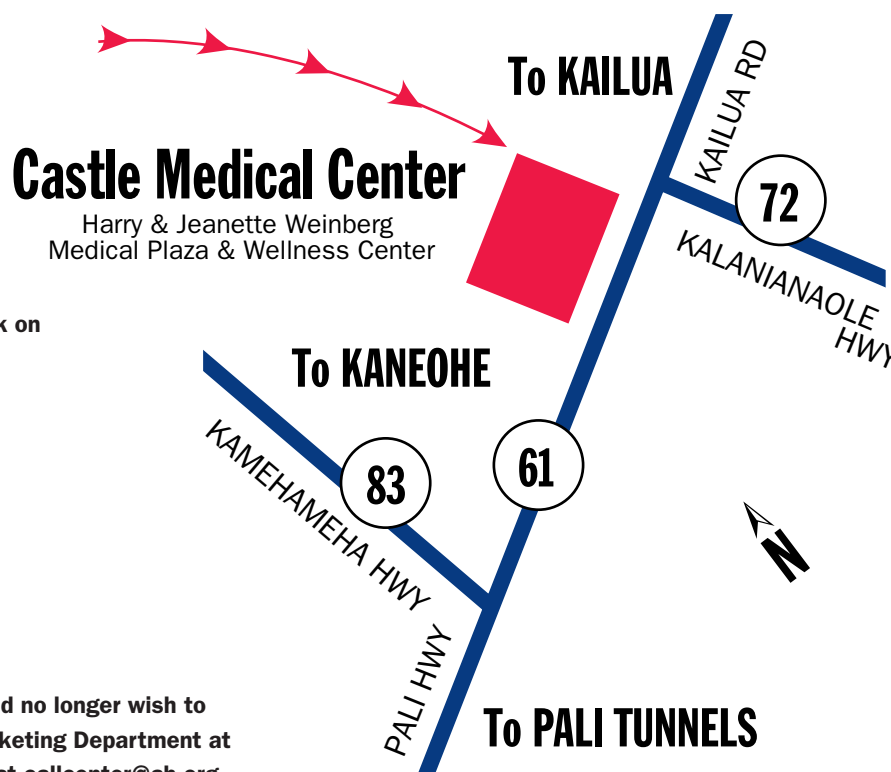 To KAILUA
KAILUA RD
Castle Medical Center
Harry & Jeanette Weinberg
Medical Plaza & Wellness Center
72
KALANIANAOLE
HWY
on
To KANEOHE
KAMEHAMEHA HWY
83
61
N
PALI HWY
no longer wish to
Department at
To PALI TUNNELS